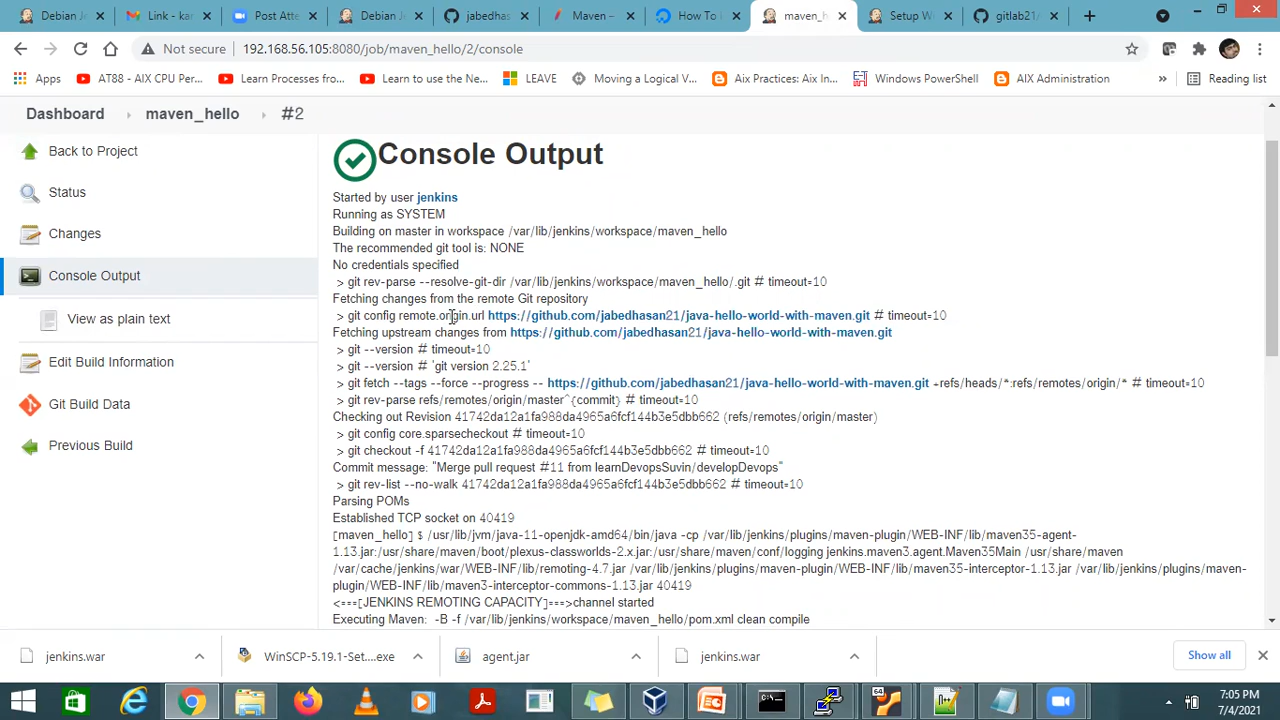 Debian Je
Link - kar
Post Atte
Debian Je
jabedhas
Maven –
How To I
maven_h
Setup Wi
gitlab21/
Not secure
192.168.56.105:8080/job/maven_hello/2/console
Apps
AT88 - AIX CPU Per...
Learn Processes fro...
Learn to use the Ne...
LEAVE
Moving a Logical V...
Aix Practices: Aix In...
Windows PowerShell
AIX Administration
»
Reading list
Dashboard
maven_hello
#2
Back to Project
Status
Changes
Console Output
View as plain text
Edit Build Information
Git Build Data
Previous Build
Console Output
Started by user jenkins
Running as SYSTEM
Building on master in workspace /var/lib/jenkins/workspace/maven_hello
The recommended git tool is: NONE
No credentials specified
> git rev-parse --resolve-git-dir /var/lib/jenkins/workspace/maven_hello/.git # timeout=10
Fetching changes from the remote Git repository
> git config remote.origin.url https://github.com/jabedhasan21/java-hello-world-with-maven.git # timeout=10
Fetching upstream changes from https://github.com/jabedhasan21/java-hello-world-with-maven.git
> git --version # timeout=10
> git --version # 'git version 2.25.1'
> git fetch --tags --force --progress -- https://github.com/jabedhasan21/java-hello-world-with-maven.git +refs/heads/*:refs/remotes/origin/* # timeout=10
> git rev-parse refs/remotes/origin/master^{commit} # timeout=10
Checking out Revision 41742da12a1fa988da4965a6fcf144b3e5dbb662 (refs/remotes/origin/master)
> git config core.sparsecheckout # timeout=10
> git checkout -f 41742da12a1fa988da4965a6fcf144b3e5dbb662 # timeout=10
Commit message: "Merge pull request #11 from learnDevopsSuvin/developDevops"
> git rev-list --no-walk 41742da12a1fa988da4965a6fcf144b3e5dbb662 # timeout=10
Parsing POMs
Established TCP socket on 40419
[maven_hello] $ /usr/lib/jvm/java-11-openjdk-amd64/bin/java -cp /var/lib/jenkins/plugins/maven-plugin/WEB-INF/lib/maven35-agent-
1.13.jar:/usr/share/maven/boot/plexus-classworlds-2.x.jar:/usr/share/maven/conf/logging jenkins.maven3.agent.Maven35Main /usr/share/maven
/var/cache/jenkins/war/WEB-INF/lib/remoting-4.7.jar /var/lib/jenkins/plugins/maven-plugin/WEB-INF/lib/maven35-interceptor-1.13.jar /var/lib/jenkins/plugins/maven-
plugin/WEB-INF/lib/maven3-interceptor-commons-1.13.jar 40419
<===[JENKINS REMOTING CAPACITY]===>channel started
Executing Maven: -B -f /var/lib/jenkins/workspace/maven_hello/pom.xml clean compile
jenkins.war
WinSCP-5.19.1-Set....exe
agent.jar
jenkins.war
Show all
64
7:05 PM
7/4/2021